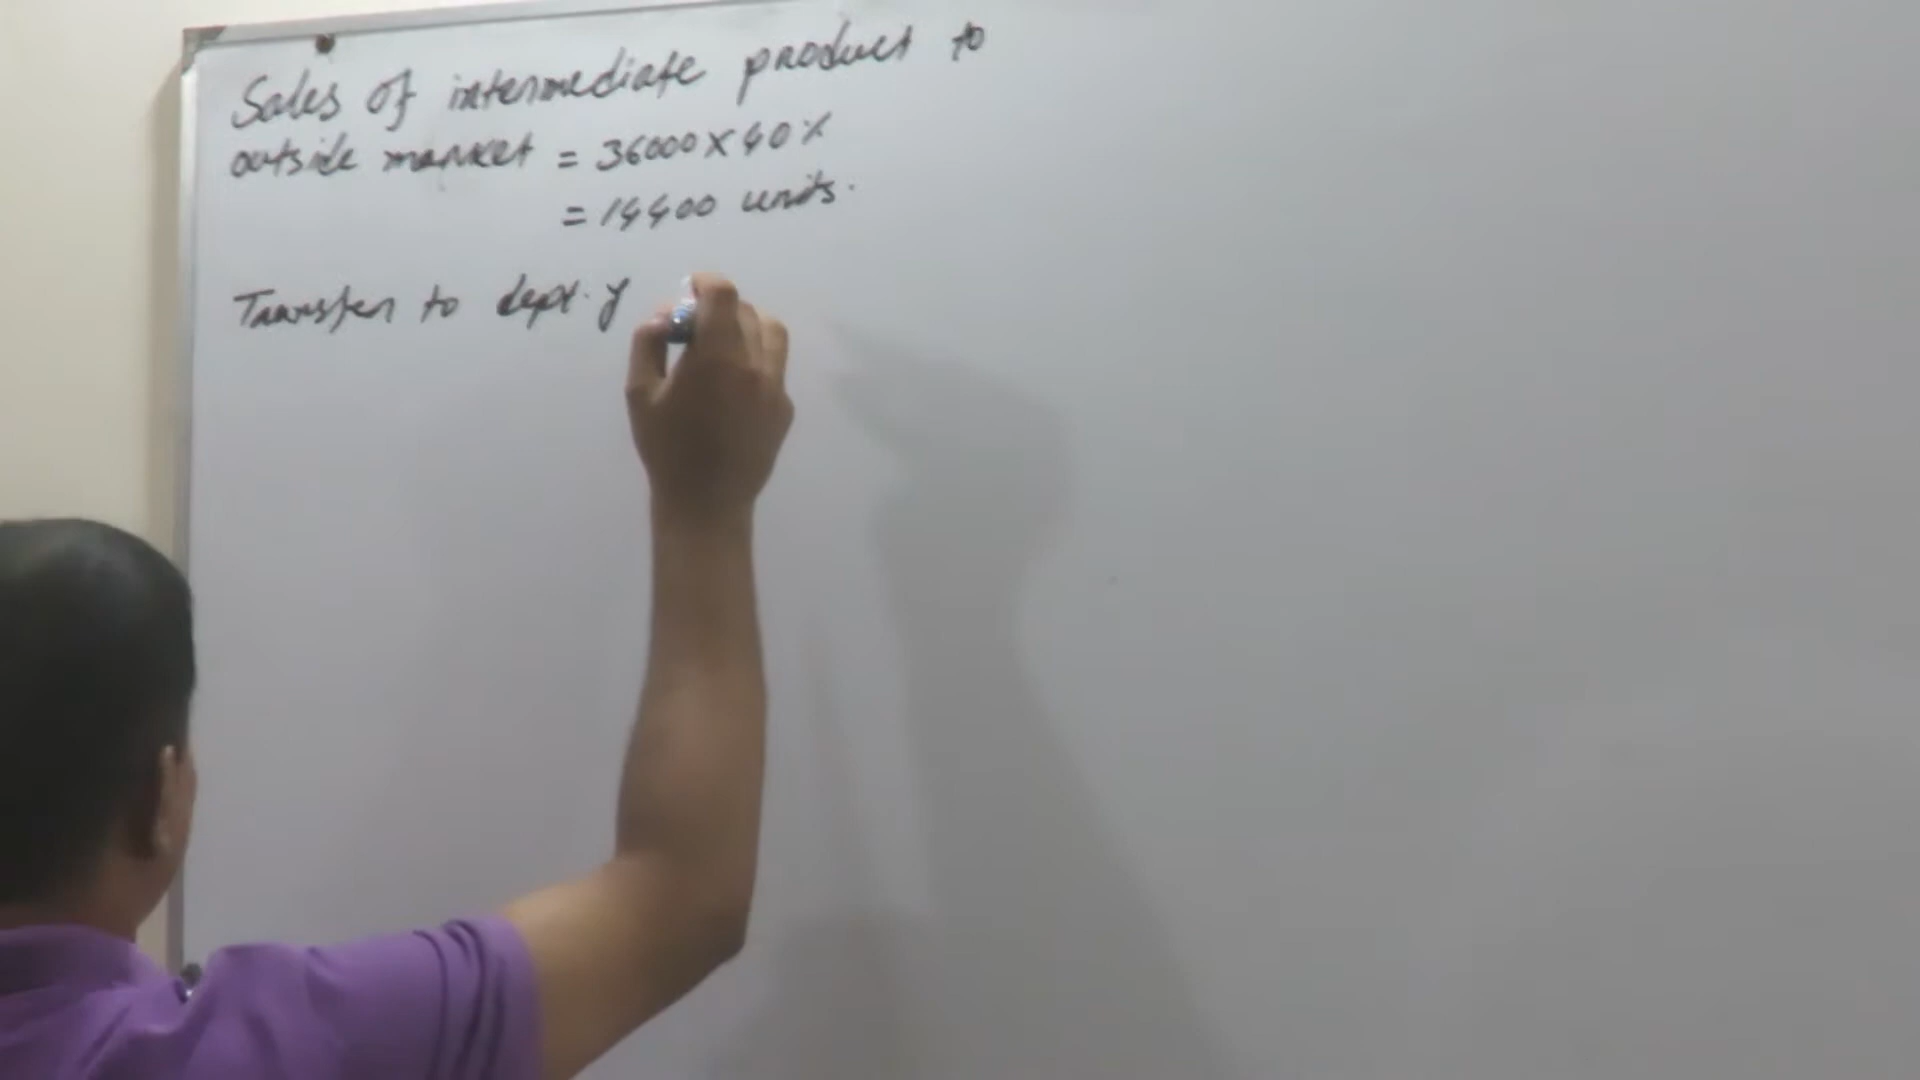 Sales of intermediate product to
outside market = 36000 x 40%
= 14400 units.
Transfer to dept. y